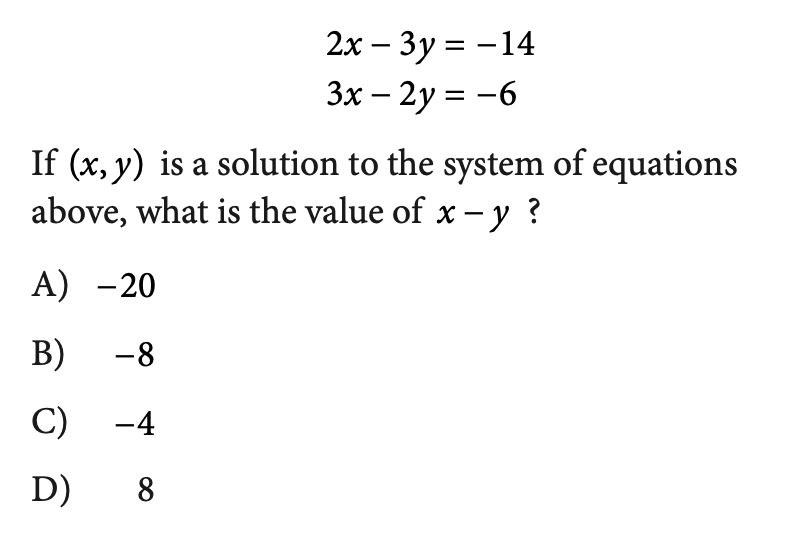 2x − 3y = −14
3x − 2y = −6
If (x, y) is a solution to the system of equations
above, what is the value of x − y ?
A) −20
B) −8
C) −4
D) 8